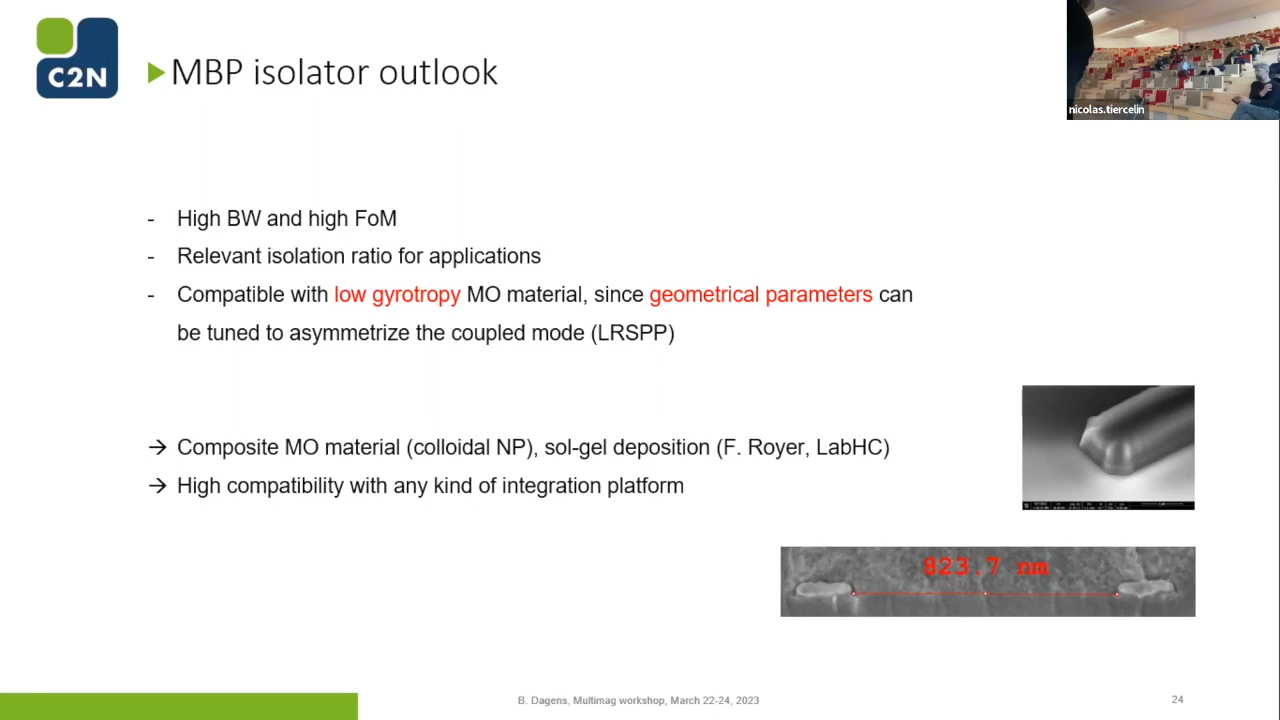 C2N
MBP isolator outlook
nicolas.tiercelin
- High BW and high FoM
- Relevant isolation ratio for applications
- Compatible with low gyrotropy MO material, since geometrical parameters can
be tuned to asymmetrize the coupled mode (LRSPP)
→ Composite MO material (colloidal NP), sol-gel deposition (F. Royer, LabHC)
→ High compatibility with any kind of integration platform
823.7 nm
B. Dagens, Multimag workshop, March 22-24, 2023
24